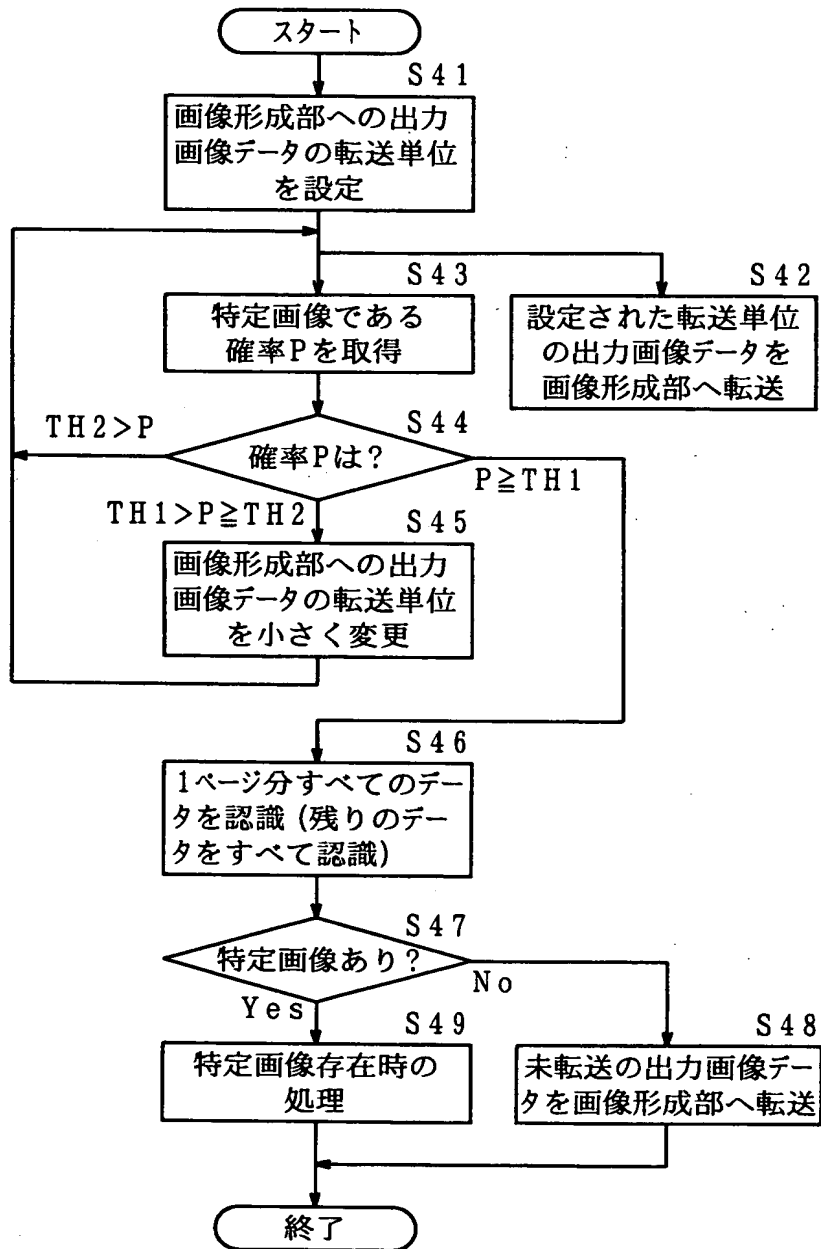 スタート
S41
画像形成部への出力
画像データの転送単位
を設定
S43
特定画像である
確率Pを取得
S42
設定された転送単位
の出力画像データを
画像形成部へ転送
S44
確率Pは?
TH2>P
P≧TH1
TH1>P≧TH2
S45
画像形成部への出力
画像データの転送単位
を小さく変更
S46
1ページ分すべてのデー
タを認識(残りのデー
タをすべて認識)
S47
特定画像あり?
No
Yes
S49
特定画像存在時の
処理
S48
未転送の出力画像デー
タを画像形成部へ転送
終了